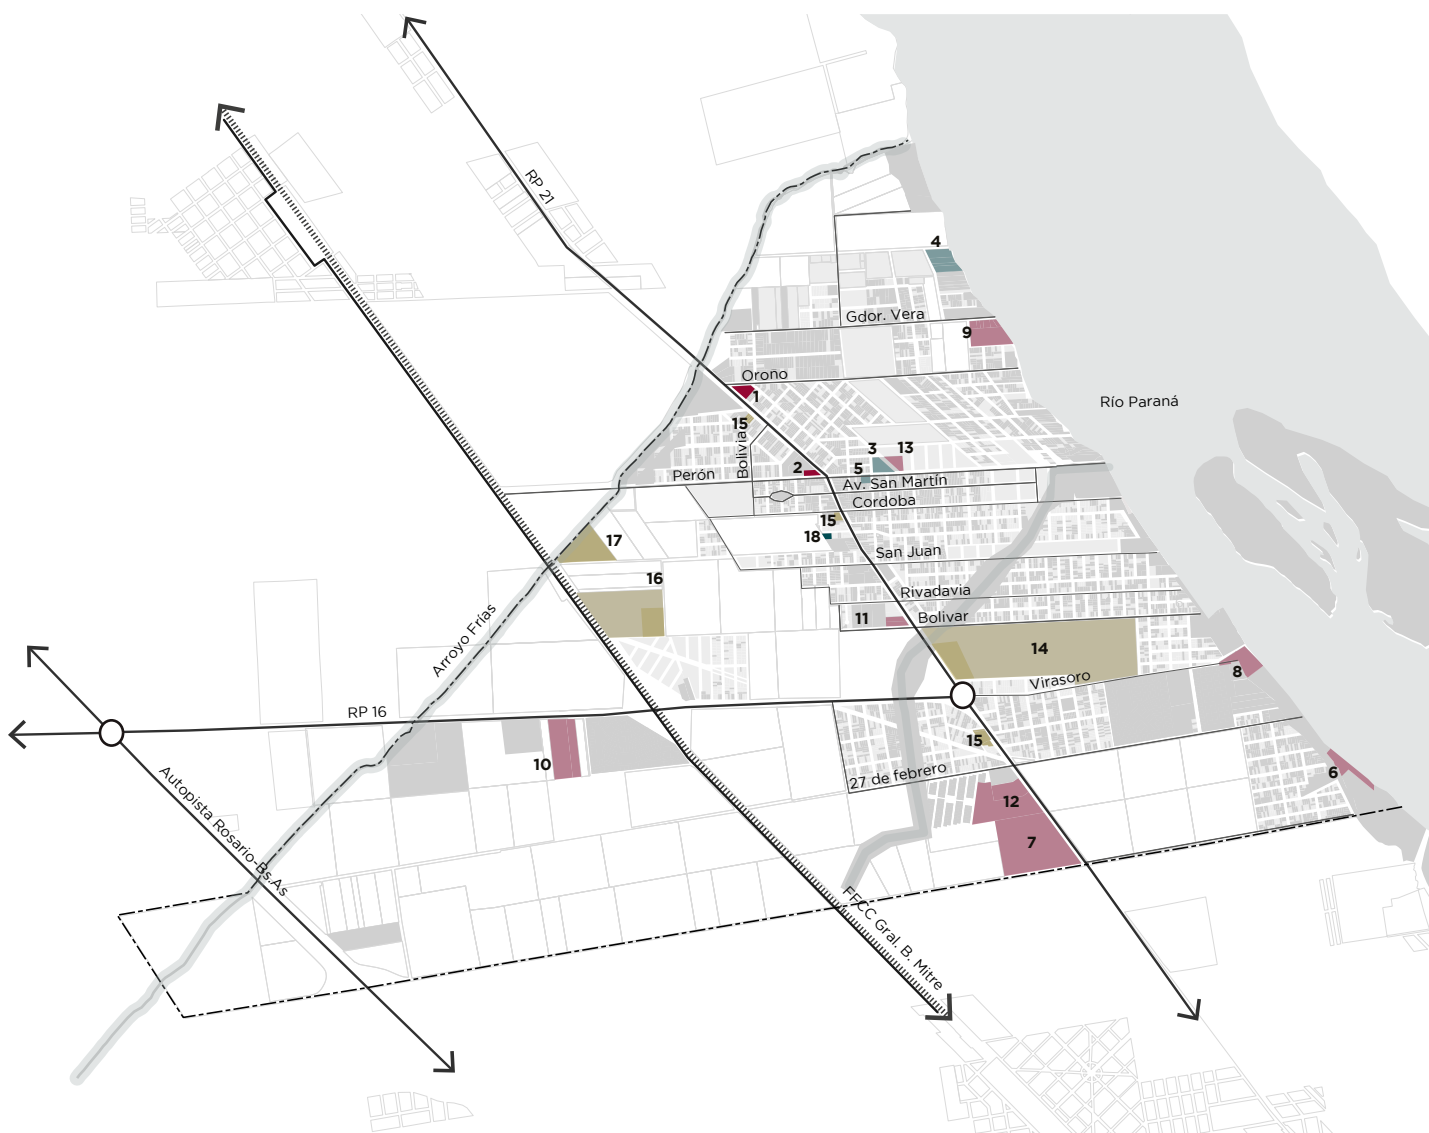 RP 21
4
Gdor. Vera
9
Oroño
1
Río Paraná
15
Bolivia
3
13
2
5
Perón
Av. San Martín
Cordoba
15
18
17
San Juan
16
Rivadavia
11
Bolivar
Arroyo Frías
14
8
Virasoro
RP 16
15
10
6
27 de febrero
12
Autopista Rosario-Bs.As
7
FFCC Gral. B. Mitre